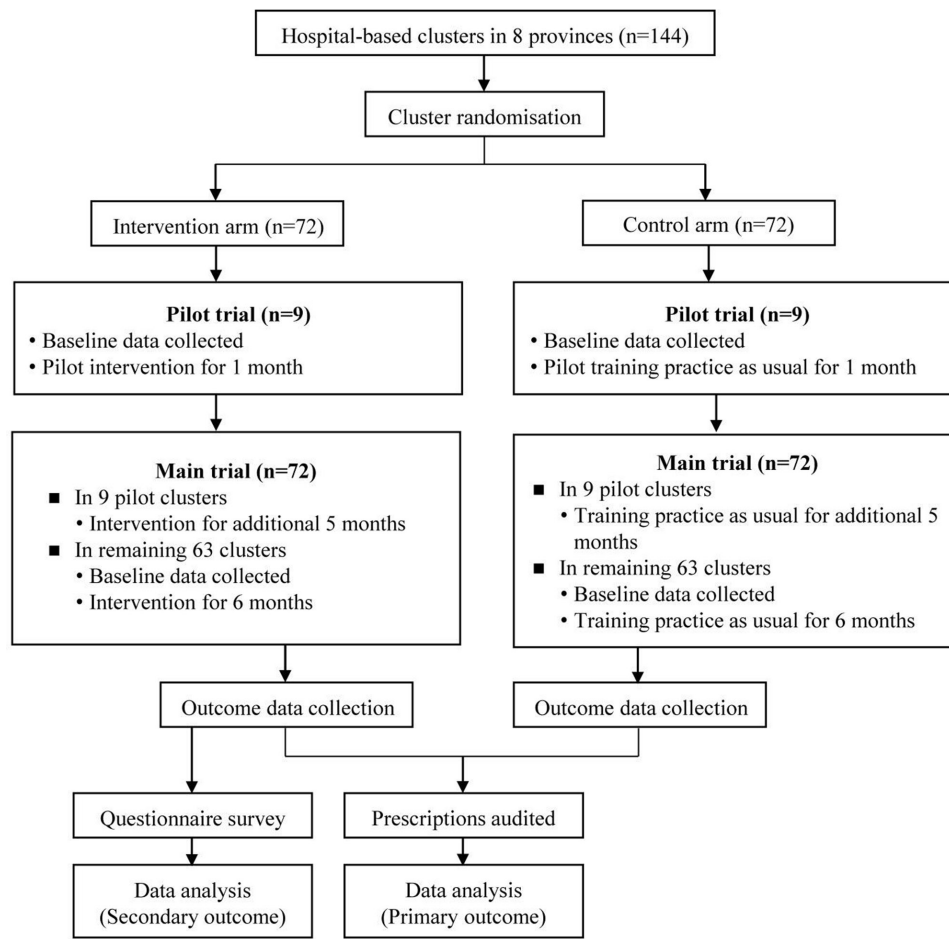 Hospital-based clusters in 8 provinces (n=144)
Cluster randomisation
Intervention arm (n=72)
Control arm (n=72)
Pilot trial (n=9)
• Baseline data collected
• Pilot intervention for 1 month
Pilot trial (n=9)
• Baseline data collected
• Pilot training practice as usual for 1 month
Main trial (n=72)
■ In 9 pilot clusters
• Intervention for additional 5 months
■ In remaining 63 clusters
• Baseline data collected
• Intervention for 6 months
Main trial (n=72)
■ In 9 pilot clusters
• Training practice as usual for additional 5
months
■ In remaining 63 clusters
• Baseline data collected
• Training practice as usual for 6 months
Outcome data collection
Outcome data collection
Questionnaire survey
Prescriptions audited
Data analysis
(Secondary outcome)
Data analysis
(Primary outcome)